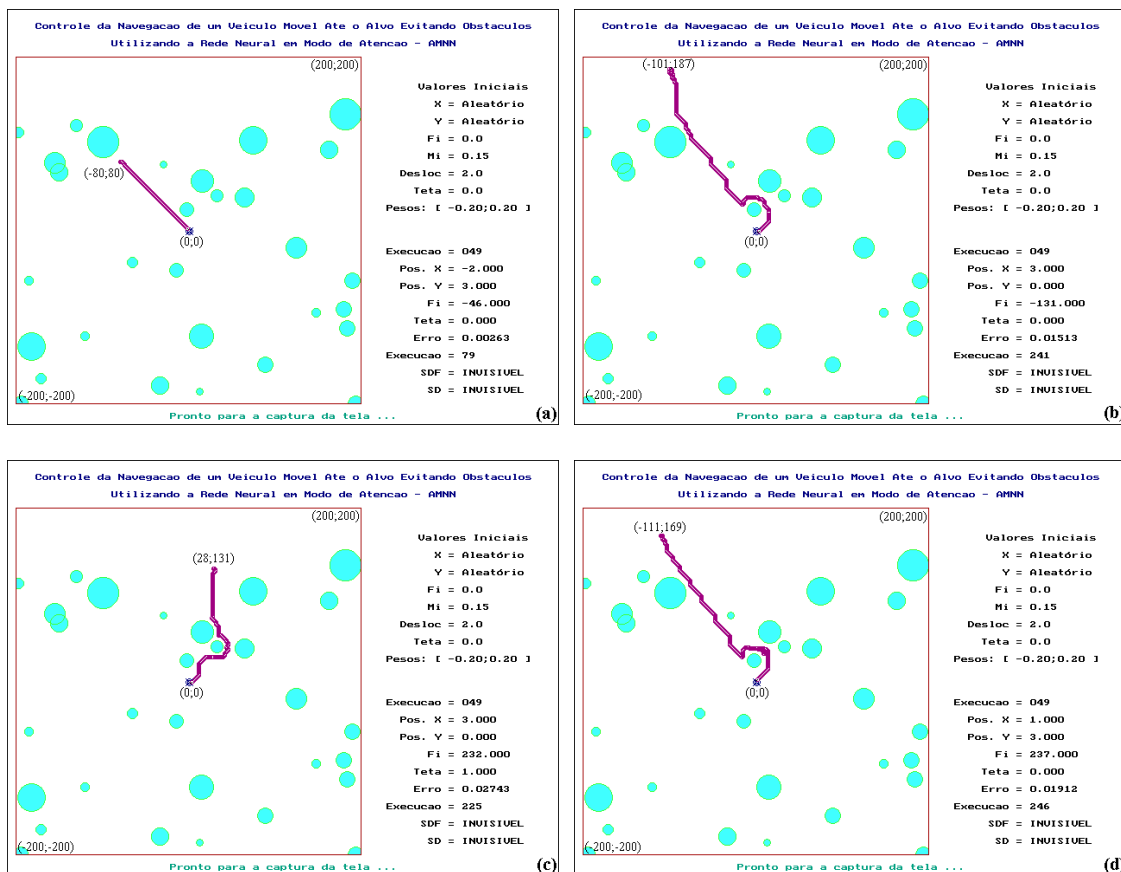 Controle da Navegacao de um Veiculo Movel Ate o Alvo Evitando Obstaculos
Utilizando a Rede Neural em Modo de Atencao - AMNN
(200;200)
Valores Iniciais
X = Aleatório
Y = Aleatório
Fi = 0.0
Mi = 0.15
(-80;80)
Desloc = 2.0
Teta = 0.0
Pesos: [ -0.20;0.20 ]
(0;0)
Execucao = 049
Pos. X = -2.000
Pos. Y = 3.000
Fi = -46.000
Teta = 0.000
Erro = 0.00263
Execucao = 79
SDF = INVISIVEL
SD = INVISIVEL
(-200;-200)
Pronto para a captura da tela ...
(a)
Controle da Navegacao de um Veiculo Movel Ate o Alvo Evitando Obstaculos
Utilizando a Rede Neural em Modo de Atencao - AMNN
(-101;187)
(200;200)
Valores Iniciais
X = Aleatório
Y = Aleatório
Fi = 0.0
Mi = 0.15
Desloc = 2.0
Teta = 0.0
Pesos: [ -0.20;0.20 ]
(0;0)
Execucao = 049
Pos. X = 3.000
Pos. Y = 0.000
Fi = -131.000
Teta = 0.000
Erro = 0.01513
Execucao = 241
SDF = INVISIVEL
SD = INVISIVEL
(-200;-200)
Pronto para a captura da tela ...
(b)
Controle da Navegacao de um Veiculo Movel Ate o Alvo Evitando Obstaculos
Utilizando a Rede Neural em Modo de Atencao - AMNN
(200;200)
Valores Iniciais
(28;131)
X = Aleatório
Y = Aleatório
Fi = 0.0
Mi = 0.15
Desloc = 2.0
Teta = 0.0
Pesos: [ -0.20;0.20 ]
(0;0)
Execucao = 049
Pos. X = 3.000
Pos. Y = 0.000
Fi = 232.000
Teta = 1.000
Erro = 0.02743
Execucao = 225
SDF = INVISIVEL
SD = INVISIVEL
(-200;-200)
Pronto para a captura da tela ...
(c)
Controle da Navegacao de um Veiculo Movel Ate o Alvo Evitando Obstaculos
Utilizando a Rede Neural em Modo de Atencao - AMNN
(-111;169)
(200;200)
Valores Iniciais
X = Aleatório
Y = Aleatório
Fi = 0.0
Mi = 0.15
Desloc = 2.0
Teta = 0.0
Pesos: [ -0.20;0.20 ]
(0;0)
Execucao = 049
Pos. X = 1.000
Pos. Y = 3.000
Fi = 237.000
Teta = 0.000
Erro = 0.01912
Execucao = 246
SDF = INVISIVEL
SD = INVISIVEL
(-200;-200)
Pronto para a captura da tela ...
(d)